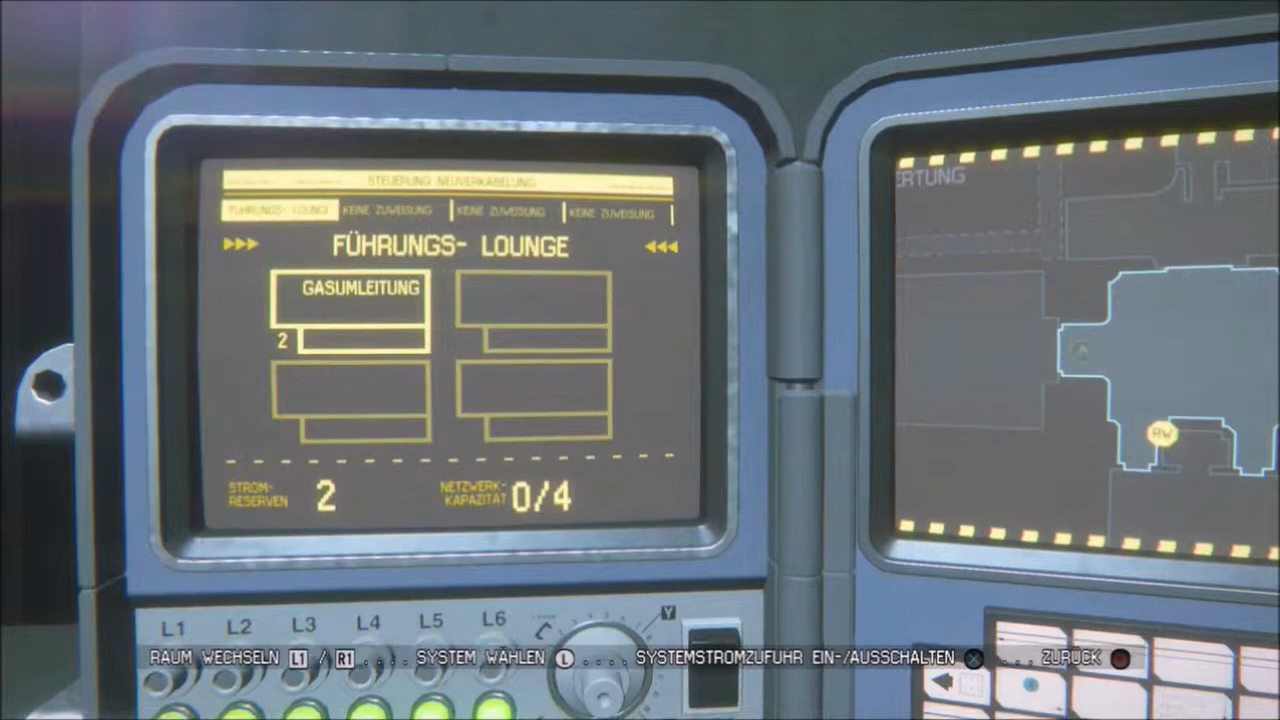 STEUERUNG NEUVERKABELUNG
FÜHRUNGS- LOUNGE KEINE ZUWEISUNG KEINE ZUWEISUNG KEINE ZUWEISUNG
FÜHRUNGS- LOUNGE
GASUMLEITUNG
2
STROM-
RESERVEN 2
NETZWERK-
KAPAZITÄT 0/4
ERTUNG
RW
L1 L2 L3 L4 L5 L6
Y
RAUM WECHSELN L1 / R1 .... SYSTEM WÄHLEN L .... SYSTEMSTROMZUFUHR EIN-/AUSSCHALTEN X .... ZURÜCK